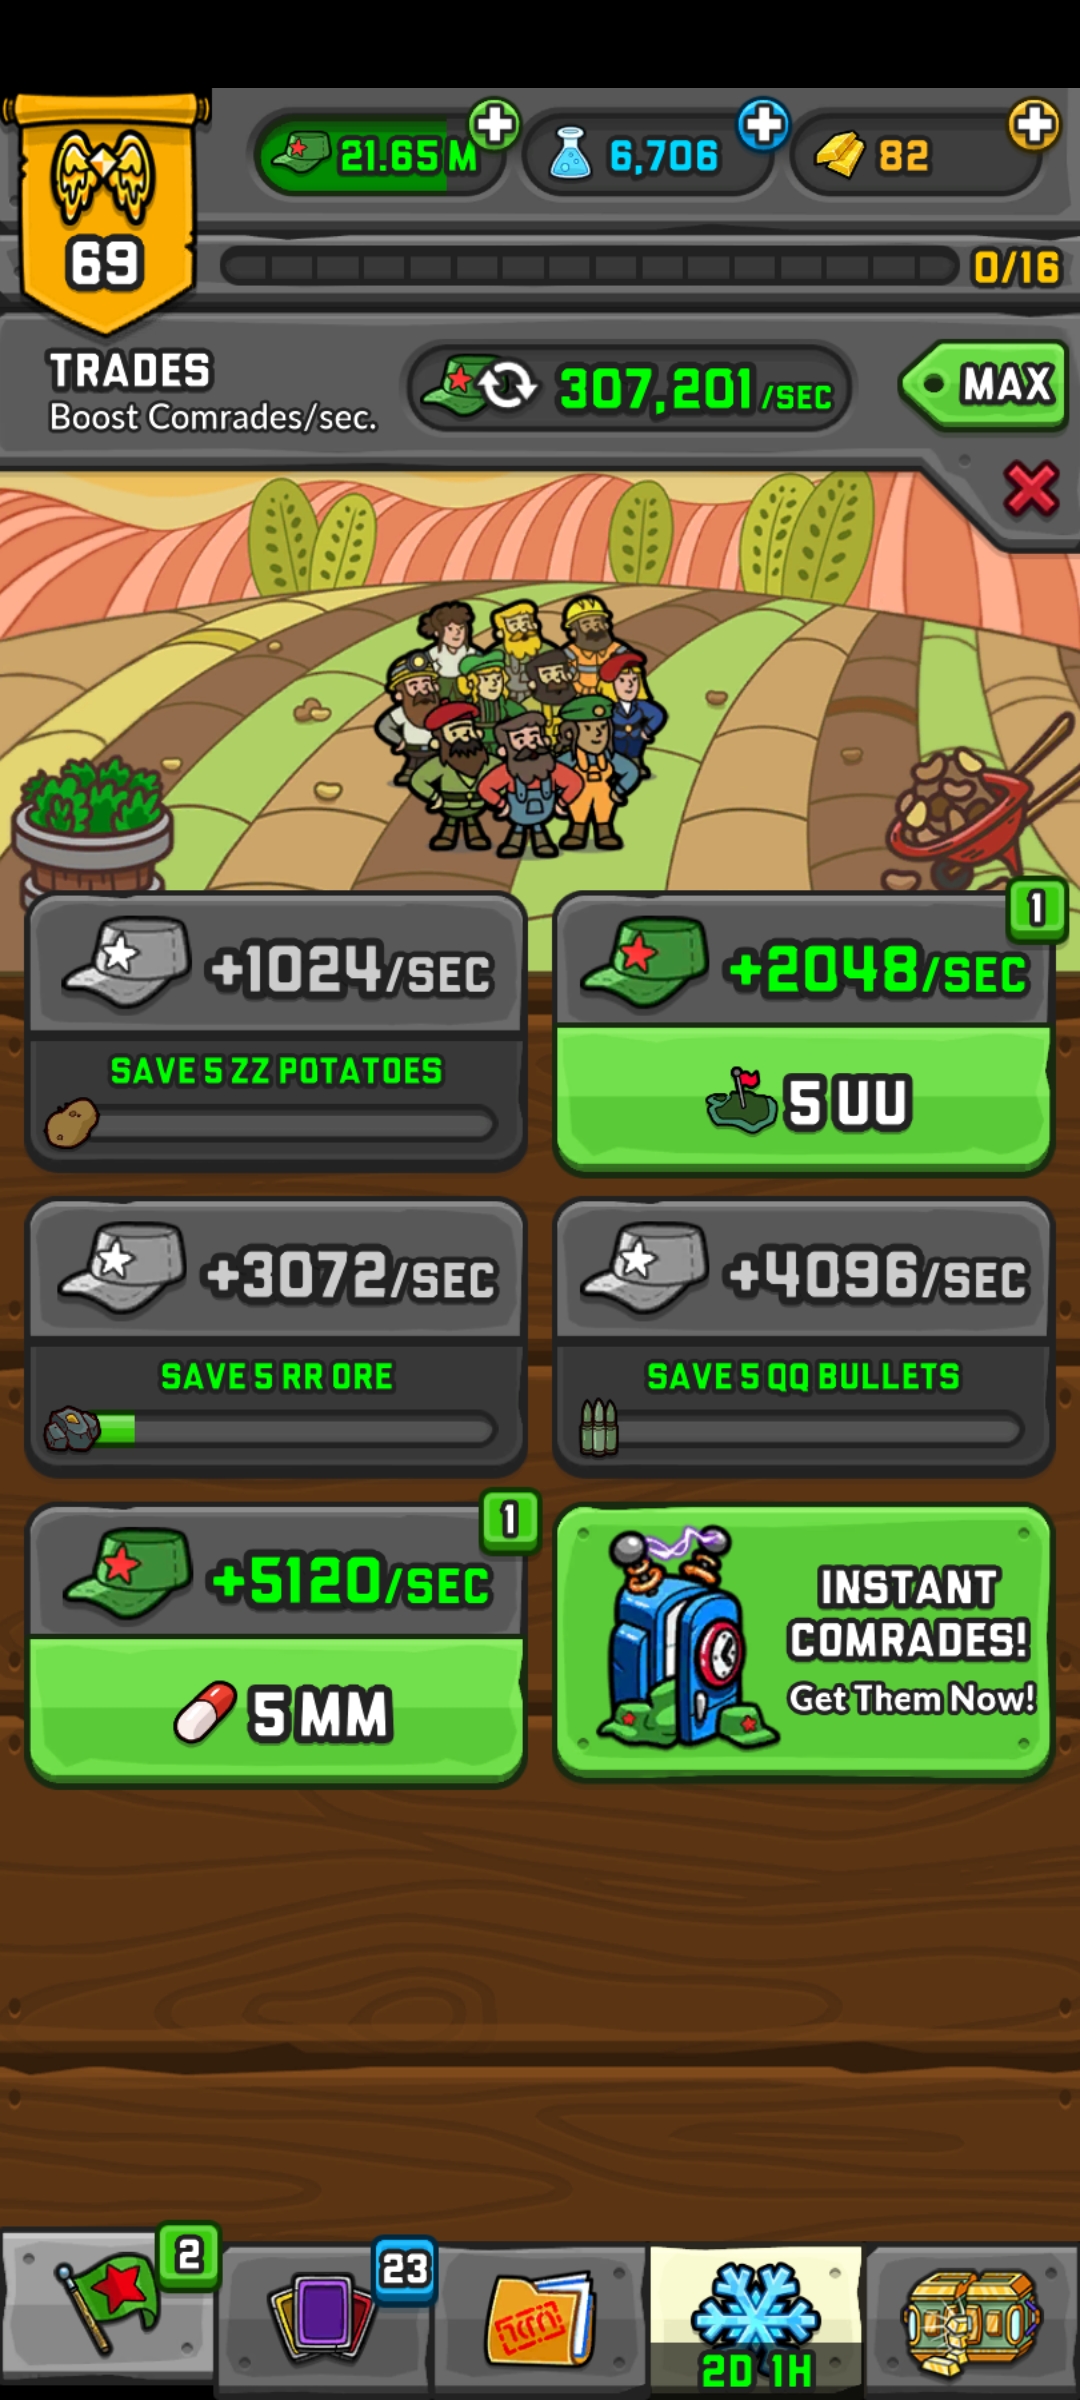 21.65 M
6,706
82
69
0/16
TRADES
Boost Comrades/sec.
307,201 /SEC
MAX
+1024/SEC
SAVE 5 ZZ POTATOES
1
+2048/SEC
5 UU
+3072/SEC
SAVE 5 RR ORE
+4096/SEC
SAVE 5 QQ BULLETS
1
+5120/SEC
5 MM
INSTANT
COMRADES!
Get Them Now!
2
23
2D 1H